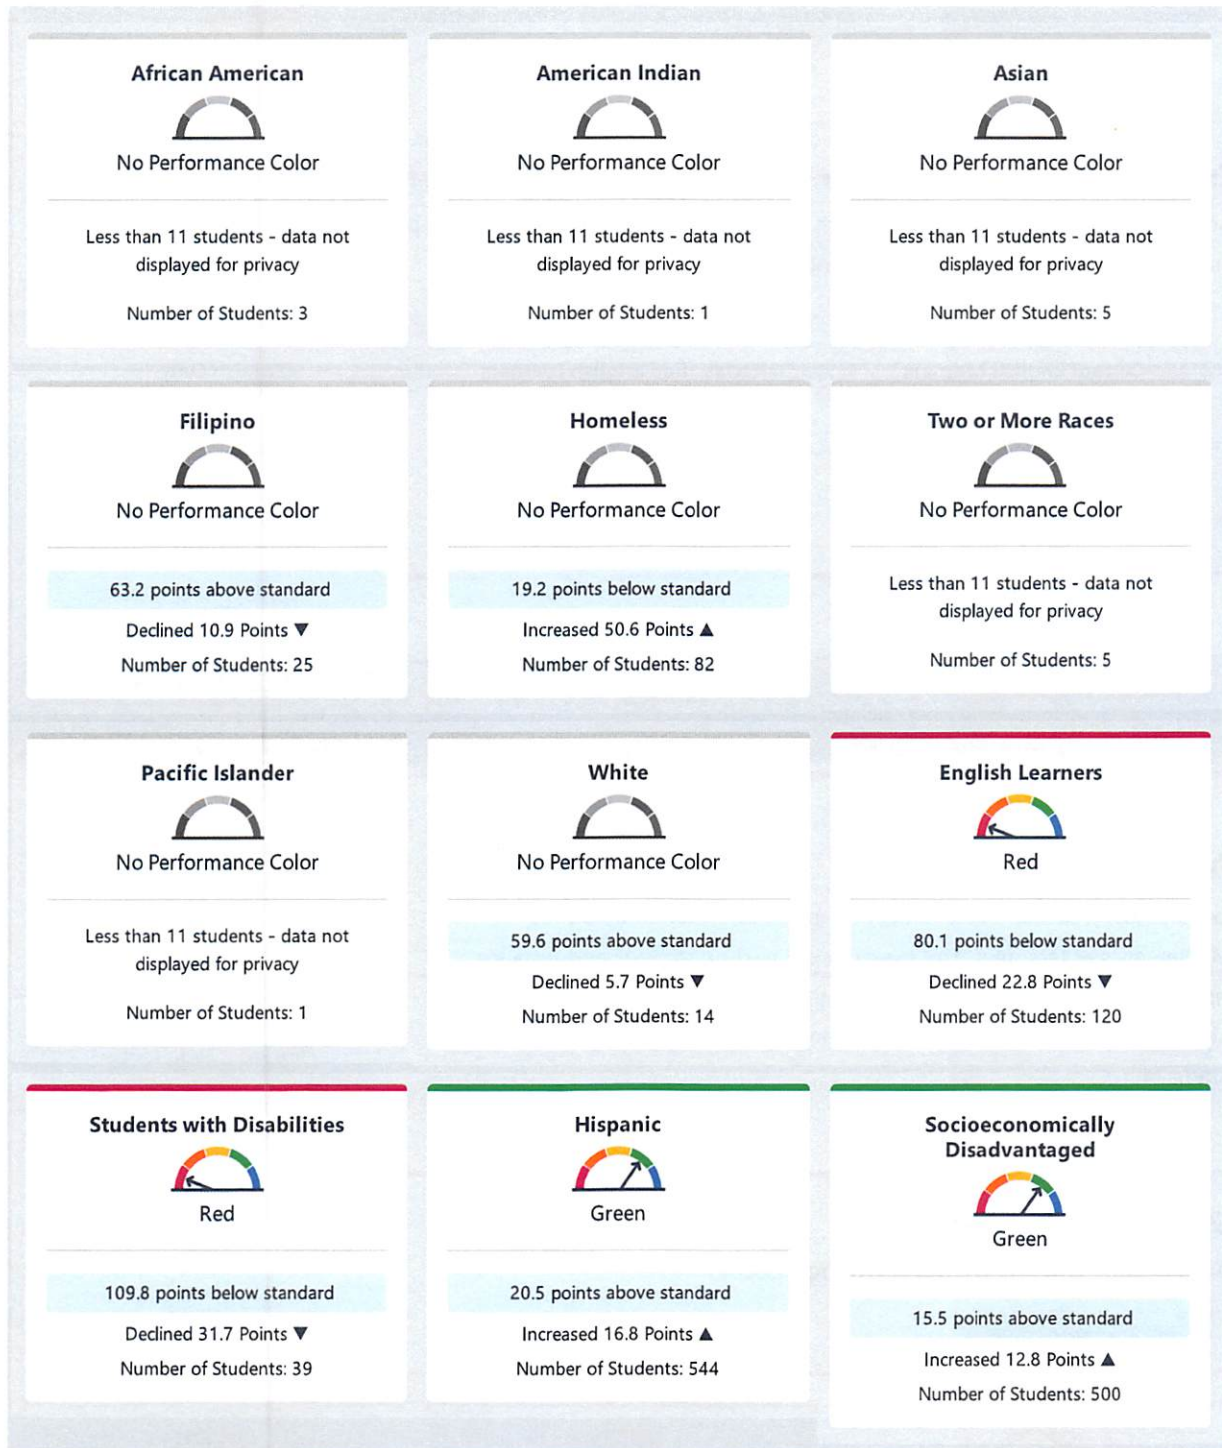 African American
No Performance Color
Less than 11 students - data not
displayed for privacy
Number of Students: 3
American Indian
No Performance Color
Less than 11 students - data not
displayed for privacy
Number of Students: 1
Asian
No Performance Color
Less than 11 students - data not
displayed for privacy
Number of Students: 5
Filipino
No Performance Color
63.2 points above standard
Declined 10.9 Points ▼
Number of Students: 25
Homeless
No Performance Color
19.2 points below standard
Increased 50.6 Points ▲
Number of Students: 82
Two or More Races
No Performance Color
Less than 11 students - data not
displayed for privacy
Number of Students: 5
Pacific Islander
No Performance Color
Less than 11 students - data not
displayed for privacy
Number of Students: 1
White
No Performance Color
59.6 points above standard
Declined 5.7 Points ▼
Number of Students: 14
English Learners
Red
80.1 points below standard
Declined 22.8 Points ▼
Number of Students: 120
Students with Disabilities
Red
109.8 points below standard
Declined 31.7 Points ▼
Number of Students: 39
Hispanic
Green
20.5 points above standard
Increased 16.8 Points ▲
Number of Students: 544
Socioeconomically
Disadvantaged
Green
15.5 points above standard
Increased 12.8 Points ▲
Number of Students: 500